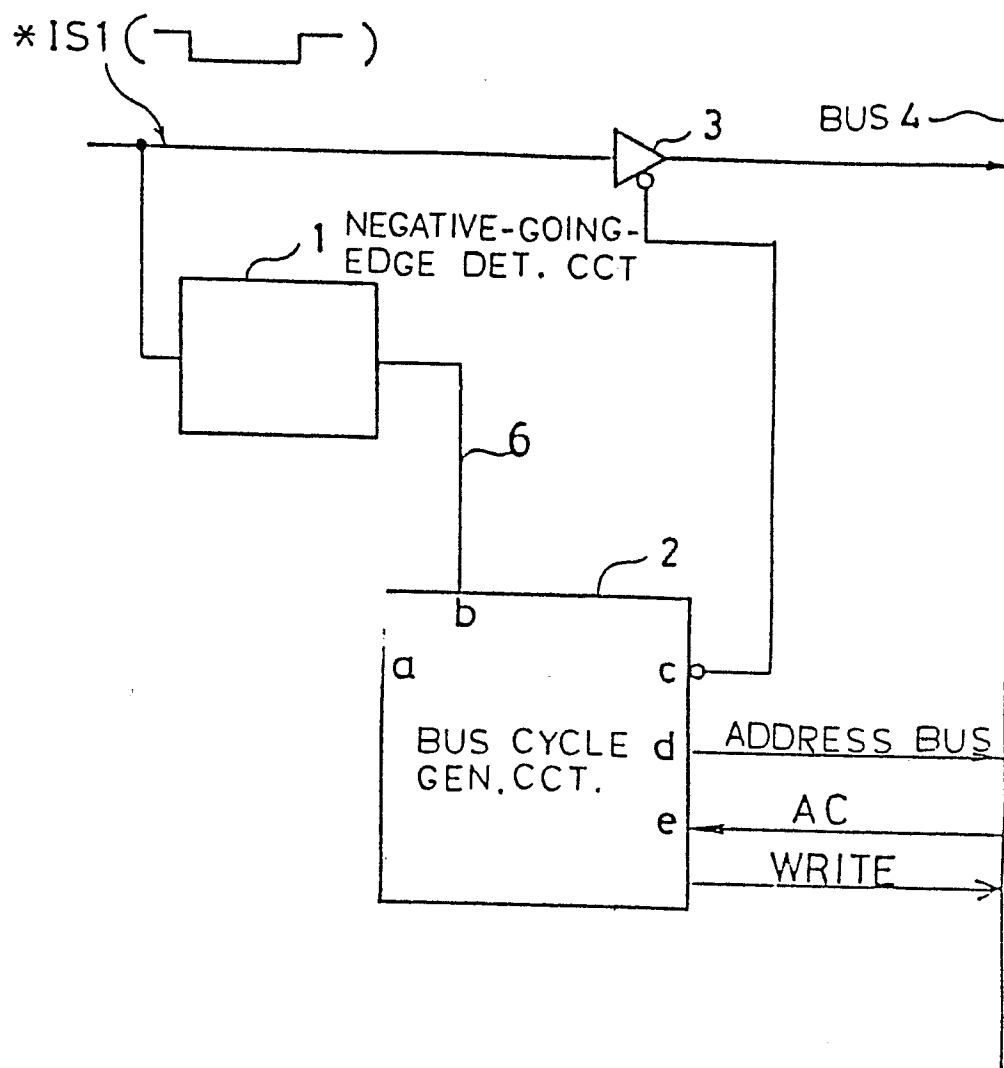 *IS1 ( )
3
BUS 4
1
NEGATIVE-GOING-
EDGE DET. CCT
6
2
b
a
c
BUS CYCLE
GEN.CCT.
d
ADDRESS BUS
e
AC
WRITE